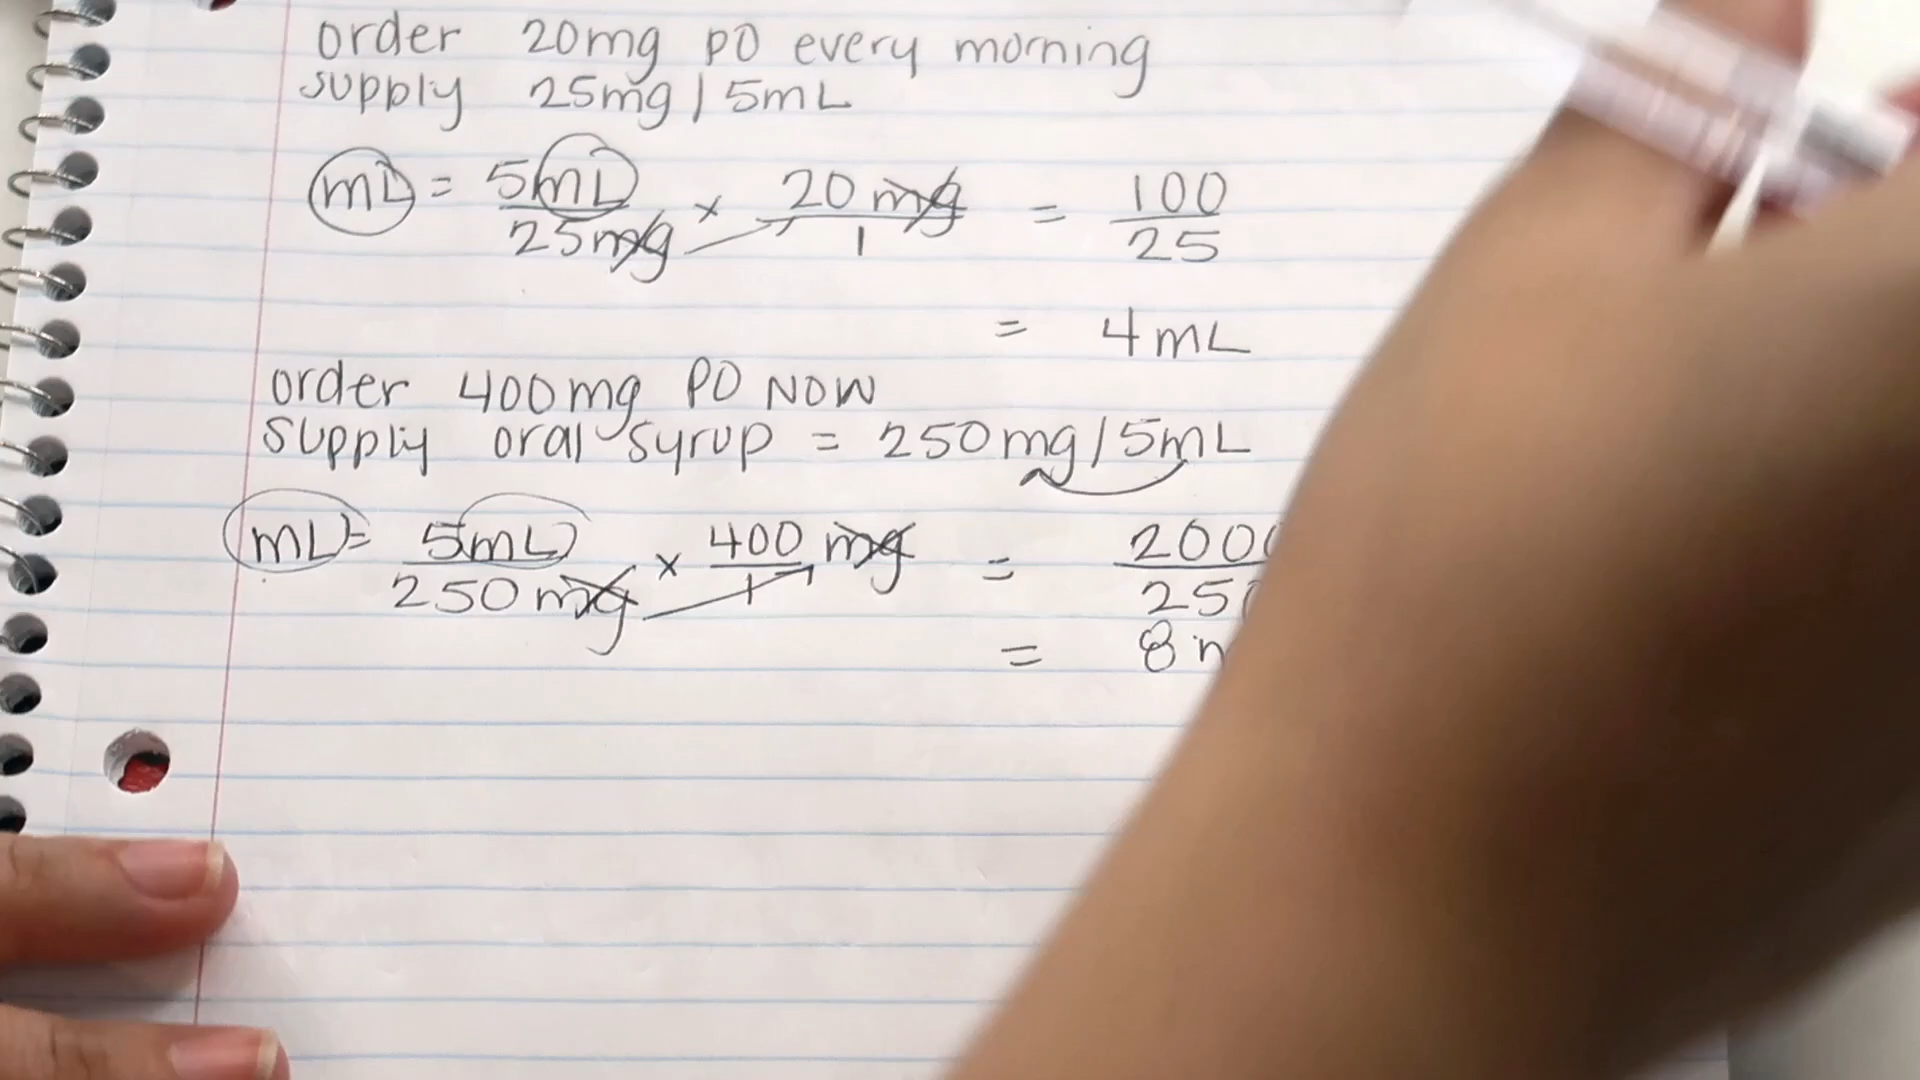 order 20mg PO every morning
supply 25mg/5mL
mL = 5mL/25mg × 20mg/1 = 100/25
= 4mL
order 400mg PO NOW
supply oral syrup = 250mg/5mL
mL = 5mL/250mg × 400mg/1 =
= 8